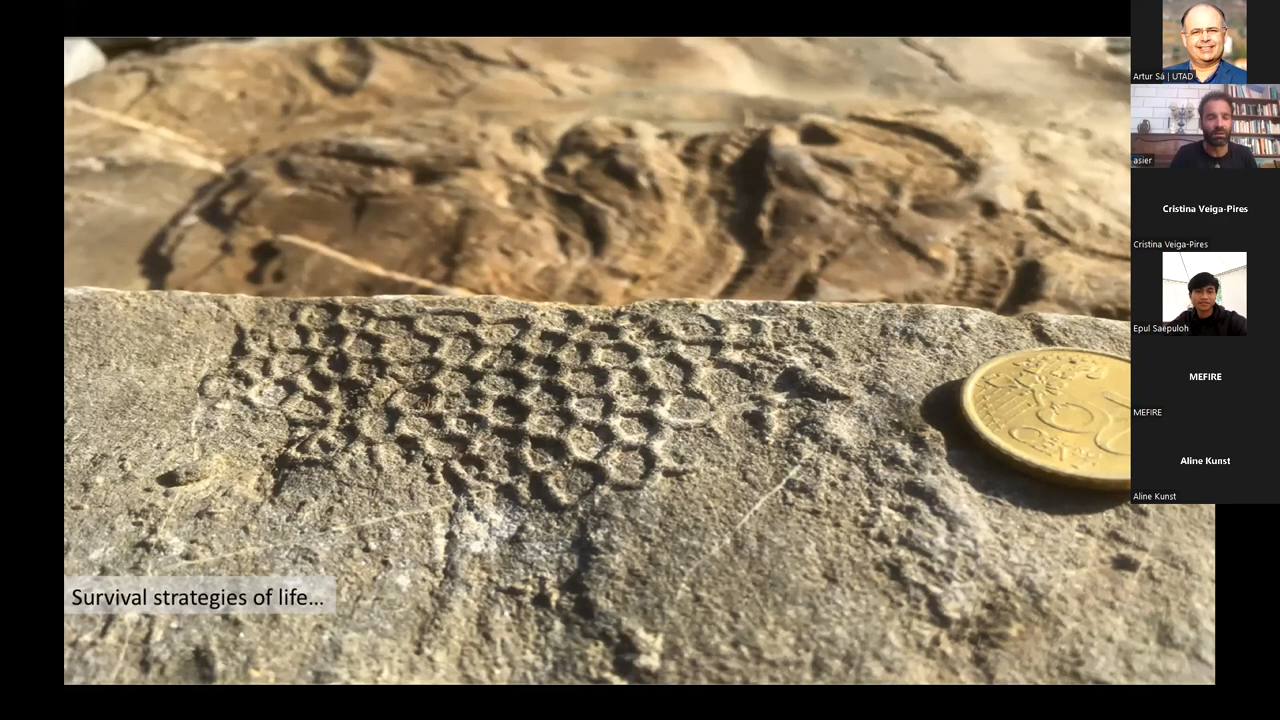 Survival strategies of life...
Artur Sá | UTAD
asier
Cristina Veiga-Pires
Cristina Veiga-Pires
Epul Saepuloh
MEFIRE
MEFIRE
Aline Kunst
Aline Kunst